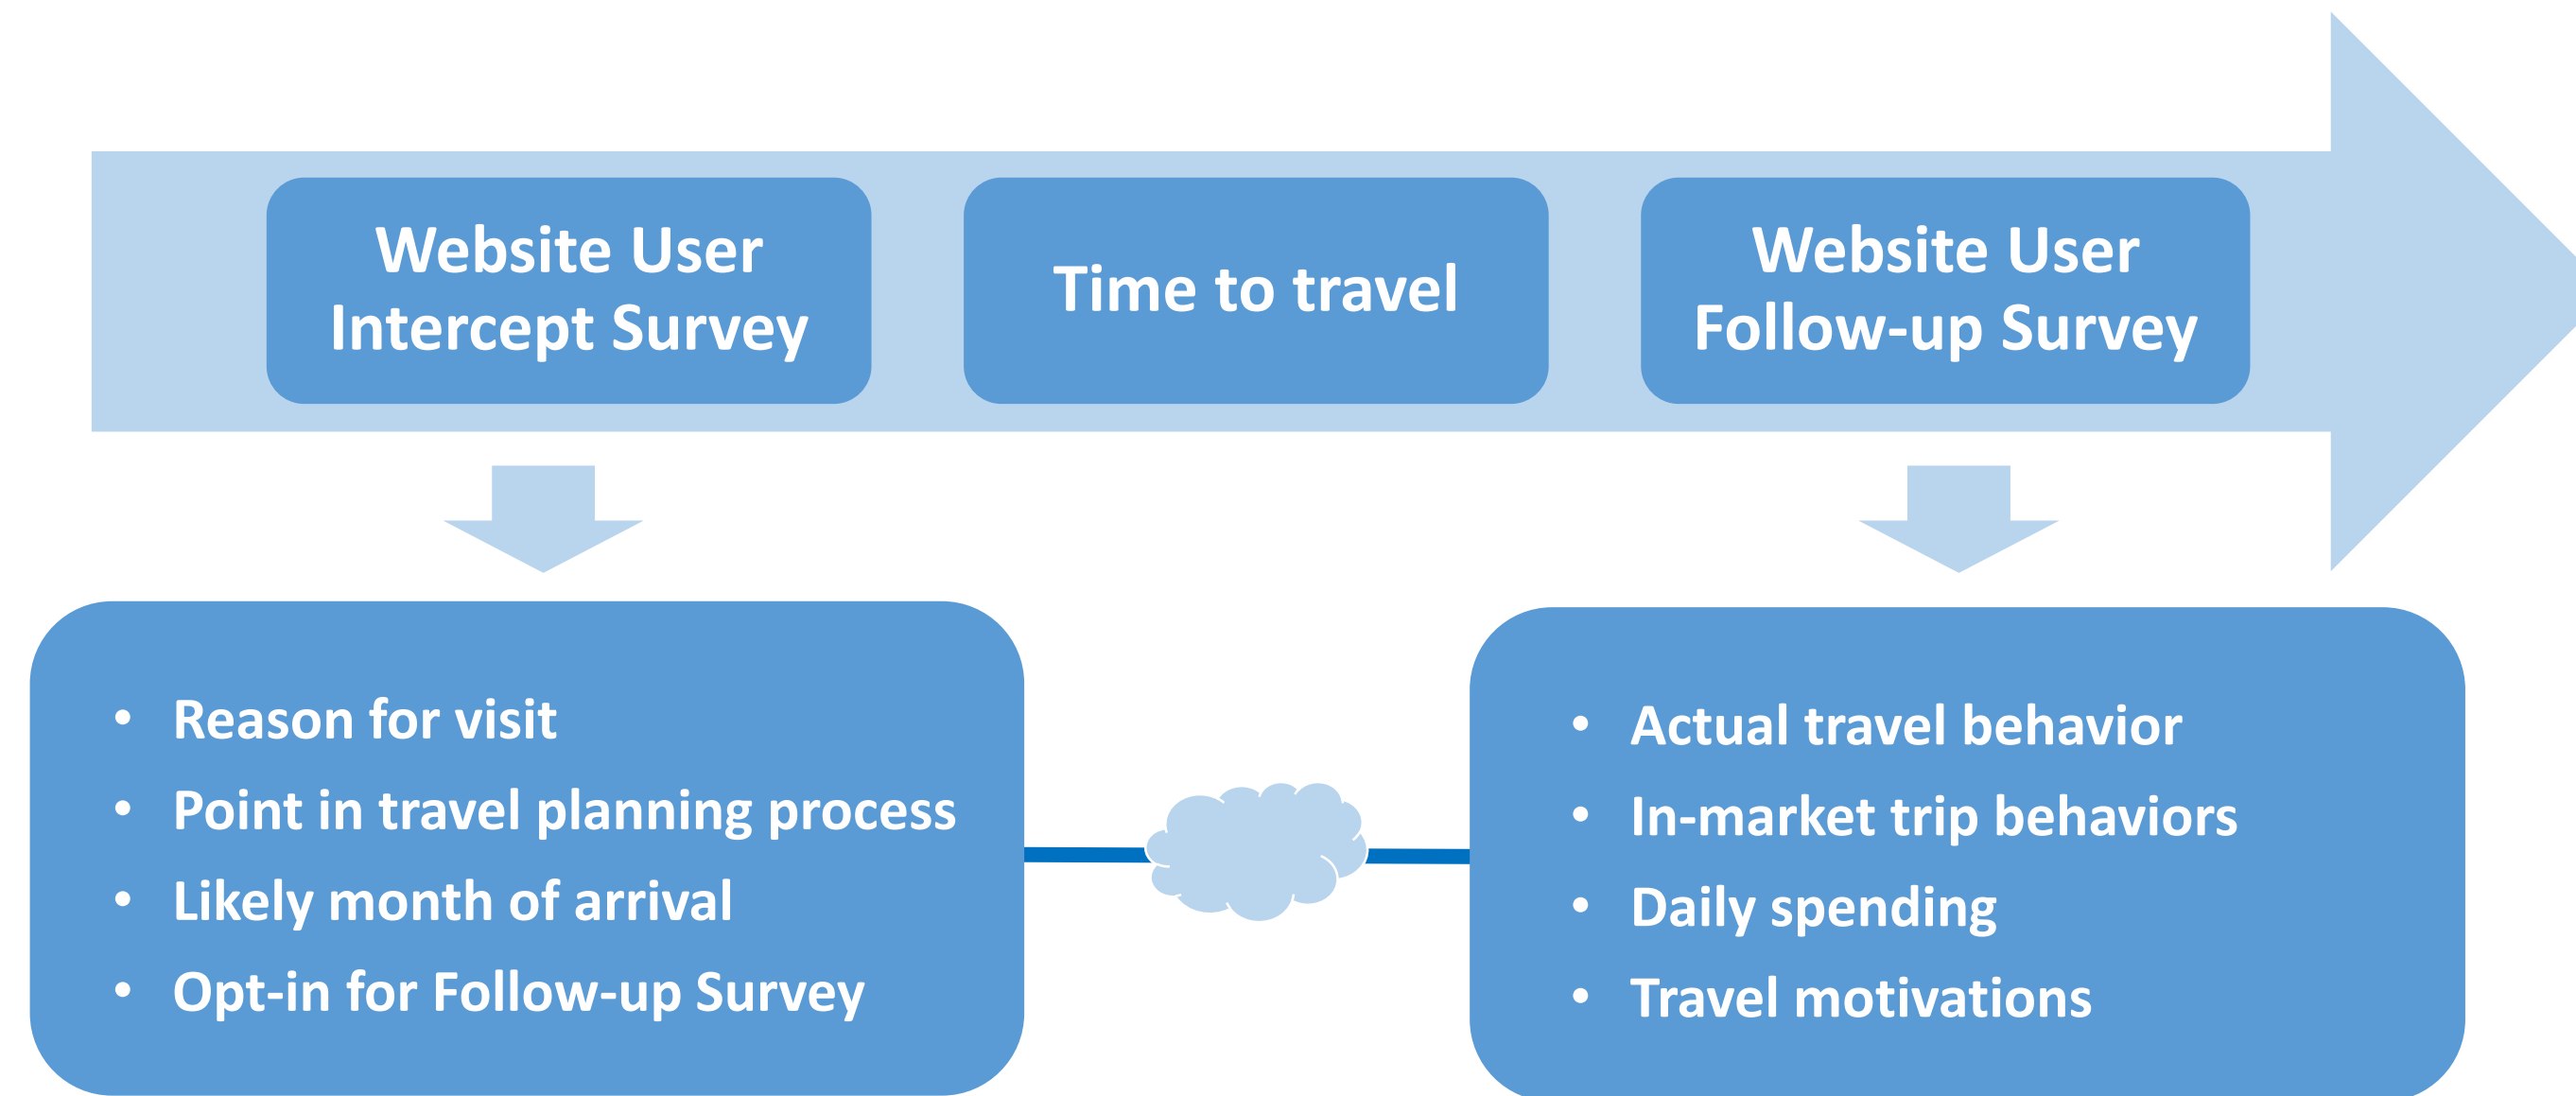 Website User
Intercept Survey
Time to travel
Website User
Follow-up Survey
• Reason for visit
• Point in travel planning process
• Likely month of arrival
• Opt-in for Follow-up Survey
• Actual travel behavior
• In-market trip behaviors
• Daily spending
• Travel motivations